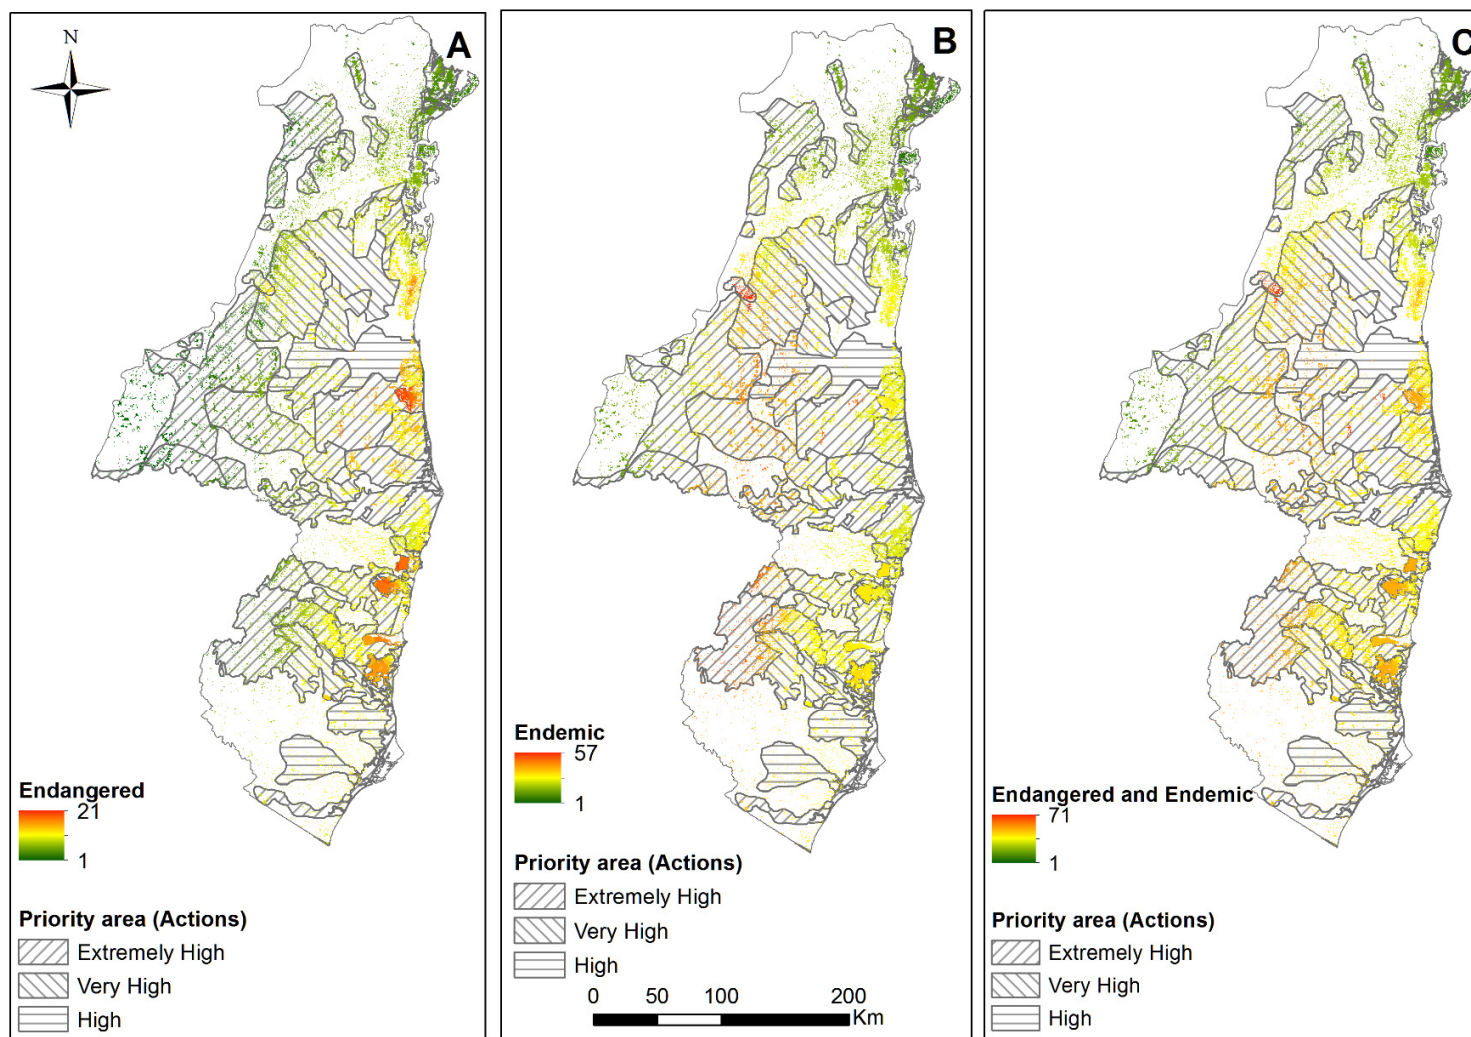 N
A
Endangered
21
1
Priority area (Actions)
Extremely High
Very High
High
B
Endemic
57
1
Priority area (Actions)
Extremely High
Very High
High
0 50 100 200
Km
C
Endangered and Endemic
71
1
Priority area (Actions)
Extremely High
Very High
High